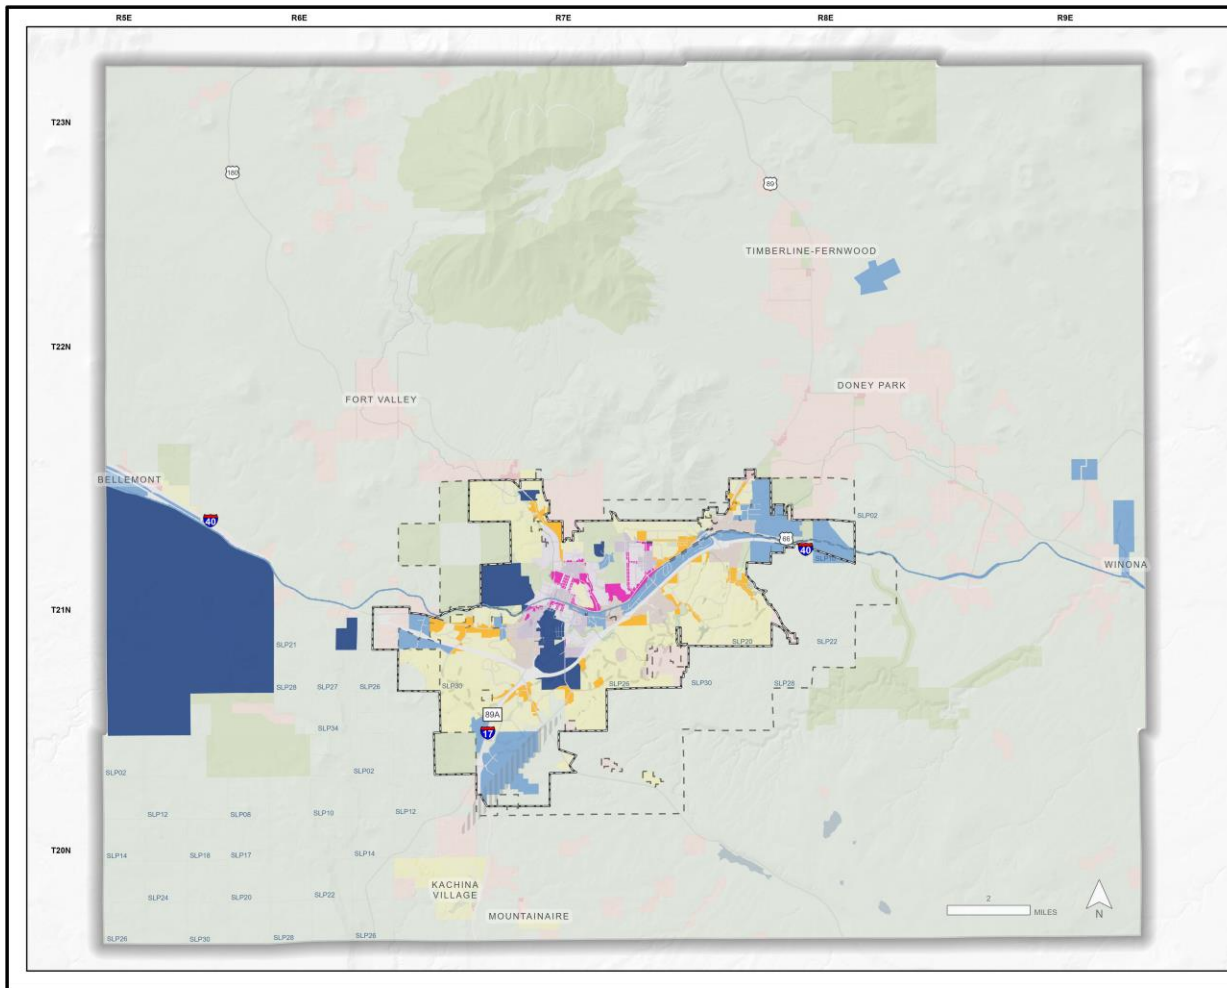 R5E R6E R7E R8E R9E
T23N
180
89
TIMBERLINE-FERNWOOD
T22N
DONEY PARK
FORT VALLEY
BELLEMONT
40
SLP02
66
40
WINONA
T21N
SLP21
SLP20
SLP22
SLP28
SLP27
SLP26
SLP30
SLP26
SLP30
SLP28
89A
17
SLP34
SLP02
SLP02
SLP12
SLP08
SLP10
SLP12
T20N
SLP14
SLP16
SLP17
SLP14
KACHINA
VILLAGE
SLP24
SLP20
SLP22
2
MILES
N
MOUNTAINAIRE
SLP26
SLP30
SLP28
SLP26